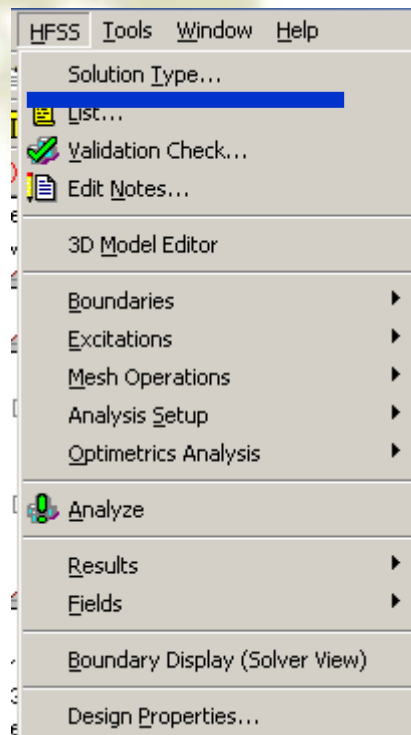 HFSS Tools Window Help
Solution Type...
List...
Validation Check...
Edit Notes...
3D Model Editor
Boundaries
Excitations
Mesh Operations
Analysis Setup
Optimetrics Analysis
Analyze
Results
Fields
Boundary Display (Solver View)
Design Properties...